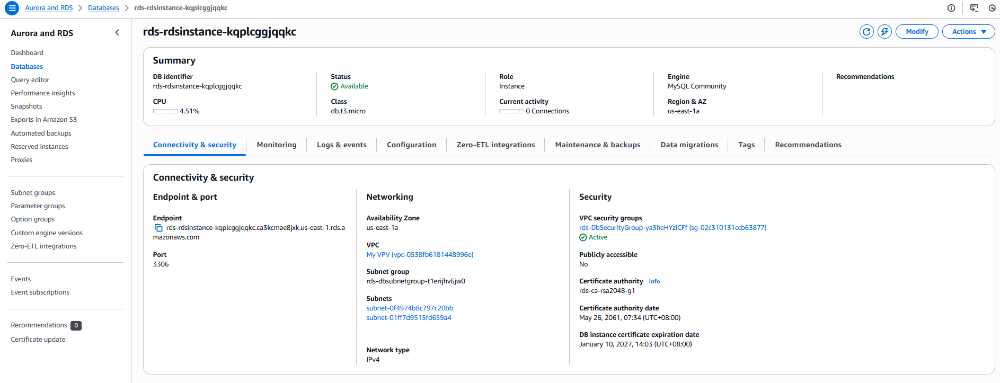 Aurora and RDS > Databases > rds-rdsinstance-kqplcggjqqkc
Aurora and RDS
Dashboard
Databases
Query editor
Performance insights
Snapshots
Exports in Amazon S3
Automated backups
Reserved instances
Proxies
Subnet groups
Parameter groups
Option groups
Custom engine versions
Zero-ETL integrations
Events
Event subscriptions
Recommendations 0
Certificate update
rds-rdsinstance-kqplcggjqqkc
Modify
Actions
Summary
DB identifier
rds-rdsinstance-kqplcggjqqkc
CPU
4.51%
Status
Available
Class
db.t3.micro
Role
Instance
Current activity
0 Connections
Engine
MySQL Community
Region & AZ
us-east-1a
Recommendations
Connectivity & security
Monitoring
Logs & events
Configuration
Zero-ETL integrations
Maintenance & backups
Data migrations
Tags
Recommendations
Connectivity & security
Endpoint & port
Endpoint
rds-rdsinstance-kqplcggjqqkc.ca3kcmae8jxk.us-east-1.rds.a
mazonaws.com
Port
3306
Networking
Availability Zone
us-east-1a
VPC
My VPV (vpc-0538fb6181448996e)
Subnet group
rds-dbsubnetgroup-t1erijhv6jw0
Subnets
subnet-0f4974b8c797c20bb
subnet-01ff7d9515fd659a4
Network type
IPv4
Security
VPC security groups
rds-DbSecurityGroup-ya3heHYziCFf (sg-02c310131ccb63877)
Active
Publicly accessible
No
Certificate authority Info
rds-ca-rsa2048-g1
Certificate authority date
May 26, 2061, 07:34 (UTC+08:00)
DB instance certificate expiration date
January 10, 2027, 14:03 (UTC+08:00)